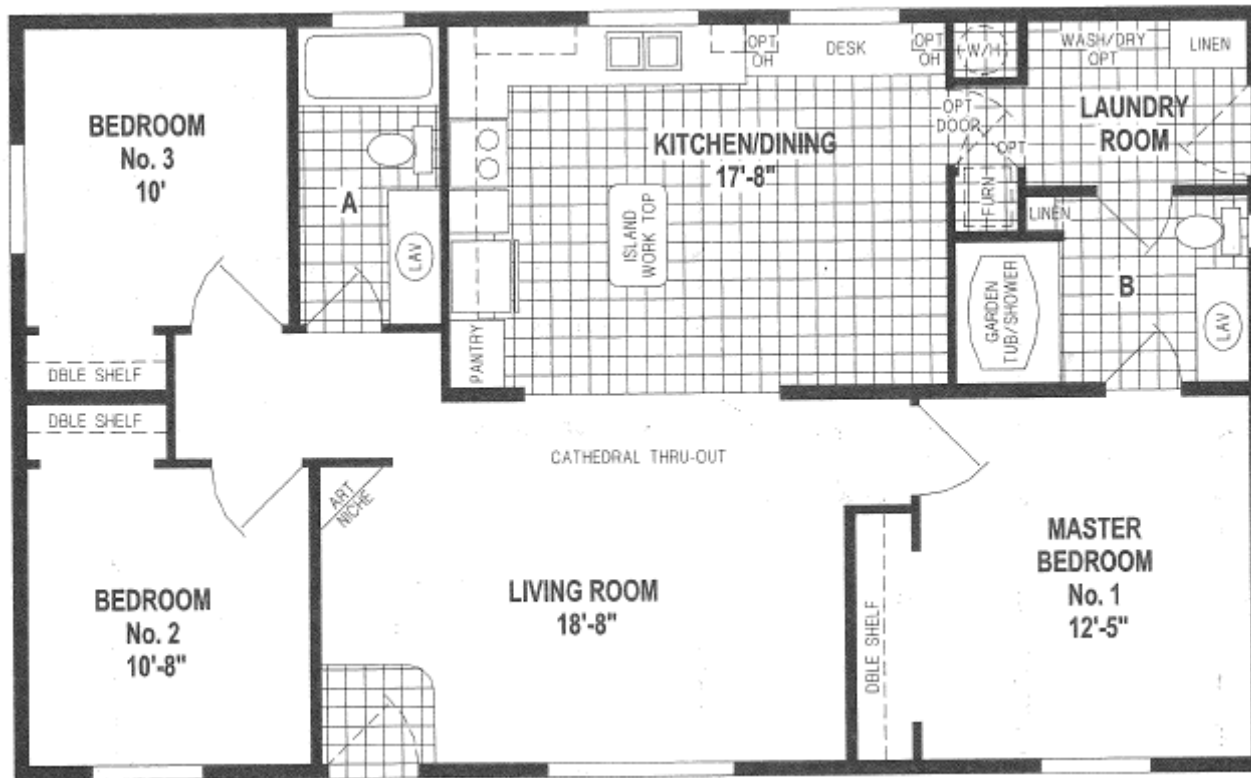 BEDROOM
No. 3
10'
A
LAV
DBLE SHELF
DBLE SHELF
BEDROOM
No. 2
10'-8"
ART
NICHE
OPT
OH
DESK
OPT
OH
W/H
WASH/DRY
OPT
LINEN
KITCHEN/DINING
17'-8"
ISLAND
WORK TOP
PANTRY
OPT
DOOR
OPT
FURN
LAUNDRY
ROOM
LINEN
B
LAV
GARDEN
TUB/SHOWER
CATHEDRAL THRU-OUT
LIVING ROOM
18'-8"
DBLE SHELF
MASTER
BEDROOM
No. 1
12'-5"